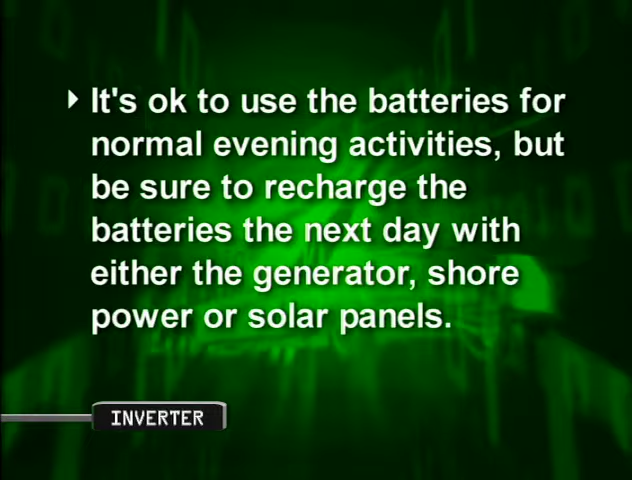 It's ok to use the batteries for
normal evening activities, but
be sure to recharge the
batteries the next day with
either the generator, shore
power or solar panels.
INVERTER